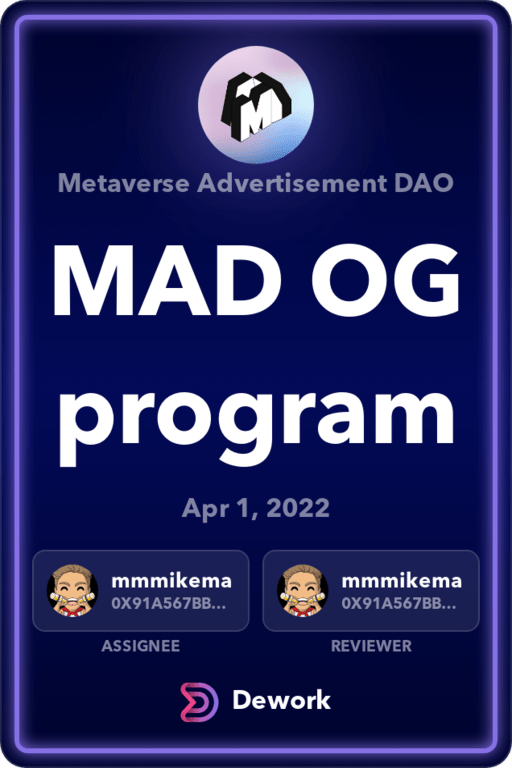 M
Metaverse Advertisement DAO
MAD OG
program
Apr 1, 2022
mmmikema
0X91A567BB...
ASSIGNEE
mmmikema
0X91A567BB...
REVIEWER
Dework